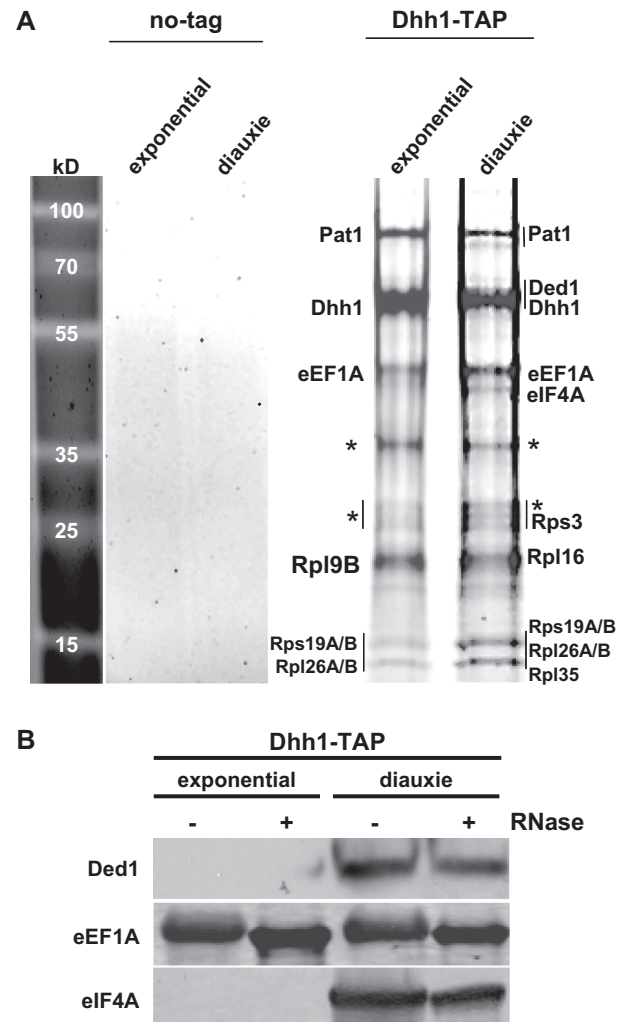 A
no-tag
Dhh1-TAP
exponential
diauxie
exponential
diauxie
kD
100
70
55
35
25
15
Pat1
Dhh1
eEF1A
*
*
Rpl9B
Rps19A/B
Rpl26A/B
Pat1
Ded1
Dhh1
eEF1A
eIF4A
*
*
Rps3
Rpl16
Rps19A/B
Rpl26A/B
Rpl35
B
Dhh1-TAP
exponential diauxie
- + - + RNase
Ded1
eEF1A
eIF4A